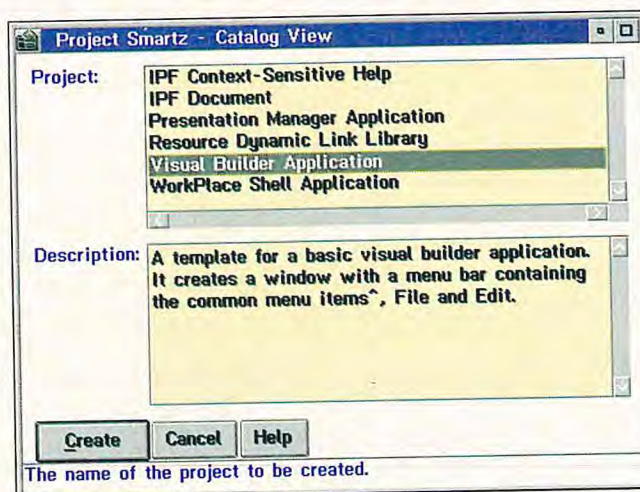 Project Smartz - Catalog View
Project:
IPF Context-Sensitive Help
IPF Document
Presentation Manager Application
Resource Dynamic Link Library
Visual Builder Application
WorkPlace Shell Application
Description:
A template for a basic visual builder application.
It creates a window with a menu bar containing
the common menu items^, File and Edit.
Create Cancel Help
The name of the project to be created.